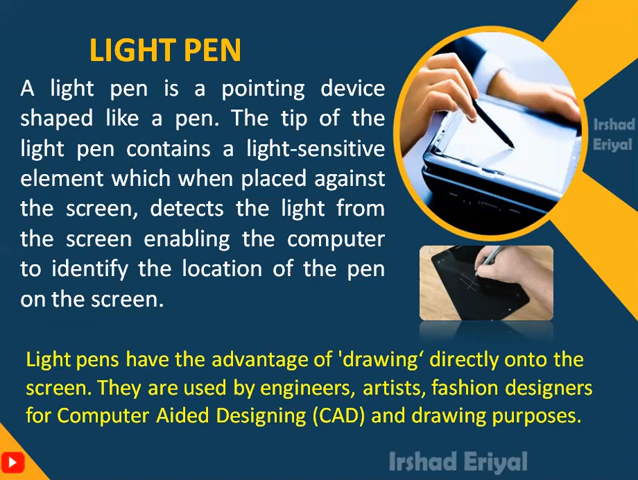 LIGHT PEN
A light pen is a pointing device
shaped like a pen. The tip of the
light pen contains a light-sensitive
element which when placed against
the screen, detects the light from
the screen enabling the computer
to identify the location of the pen
on the screen.
Irshad
Eriyal
Light pens have the advantage of 'drawing‘ directly onto the
screen. They are used by engineers, artists, fashion designers
for Computer Aided Designing (CAD) and drawing purposes.
Irshad Eriyal